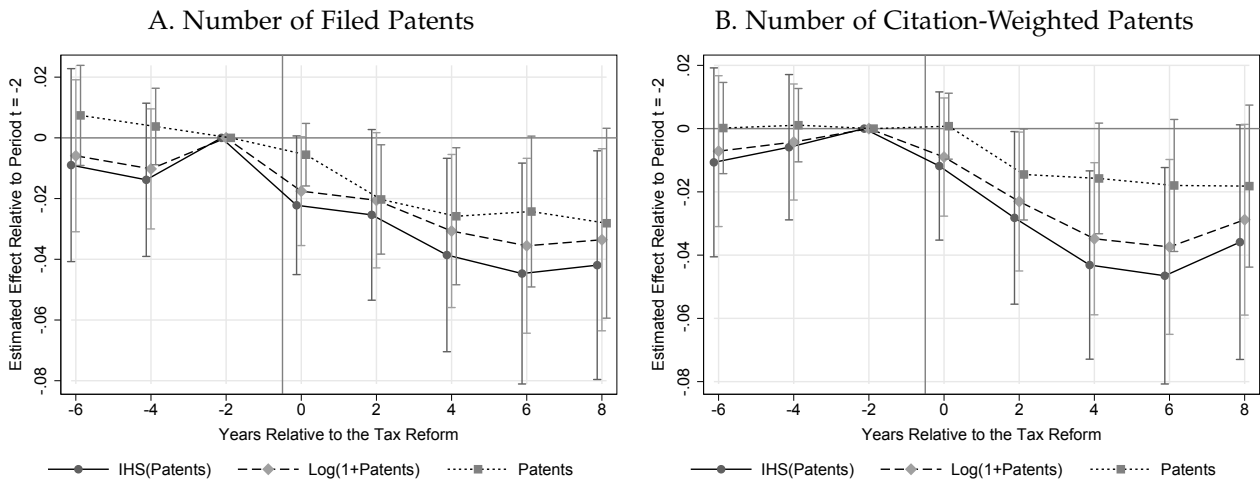 A. Number of Filed Patents
Estimated Effect Relative to Period t = -2
.02
0
-.02
-.04
-.06
-.08
-6 -4 -2 0 2 4 6 8
Years Relative to the Tax Reform
IHS(Patents) Log(1+Patents) Patents
B. Number of Citation-Weighted Patents
Estimated Effect Relative to Period t = -2
.02
0
-.02
-.04
-.06
-.08
-6 -4 -2 0 2 4 6 8
Years Relative to the Tax Reform
IHS(Patents) Log(1+Patents) Patents